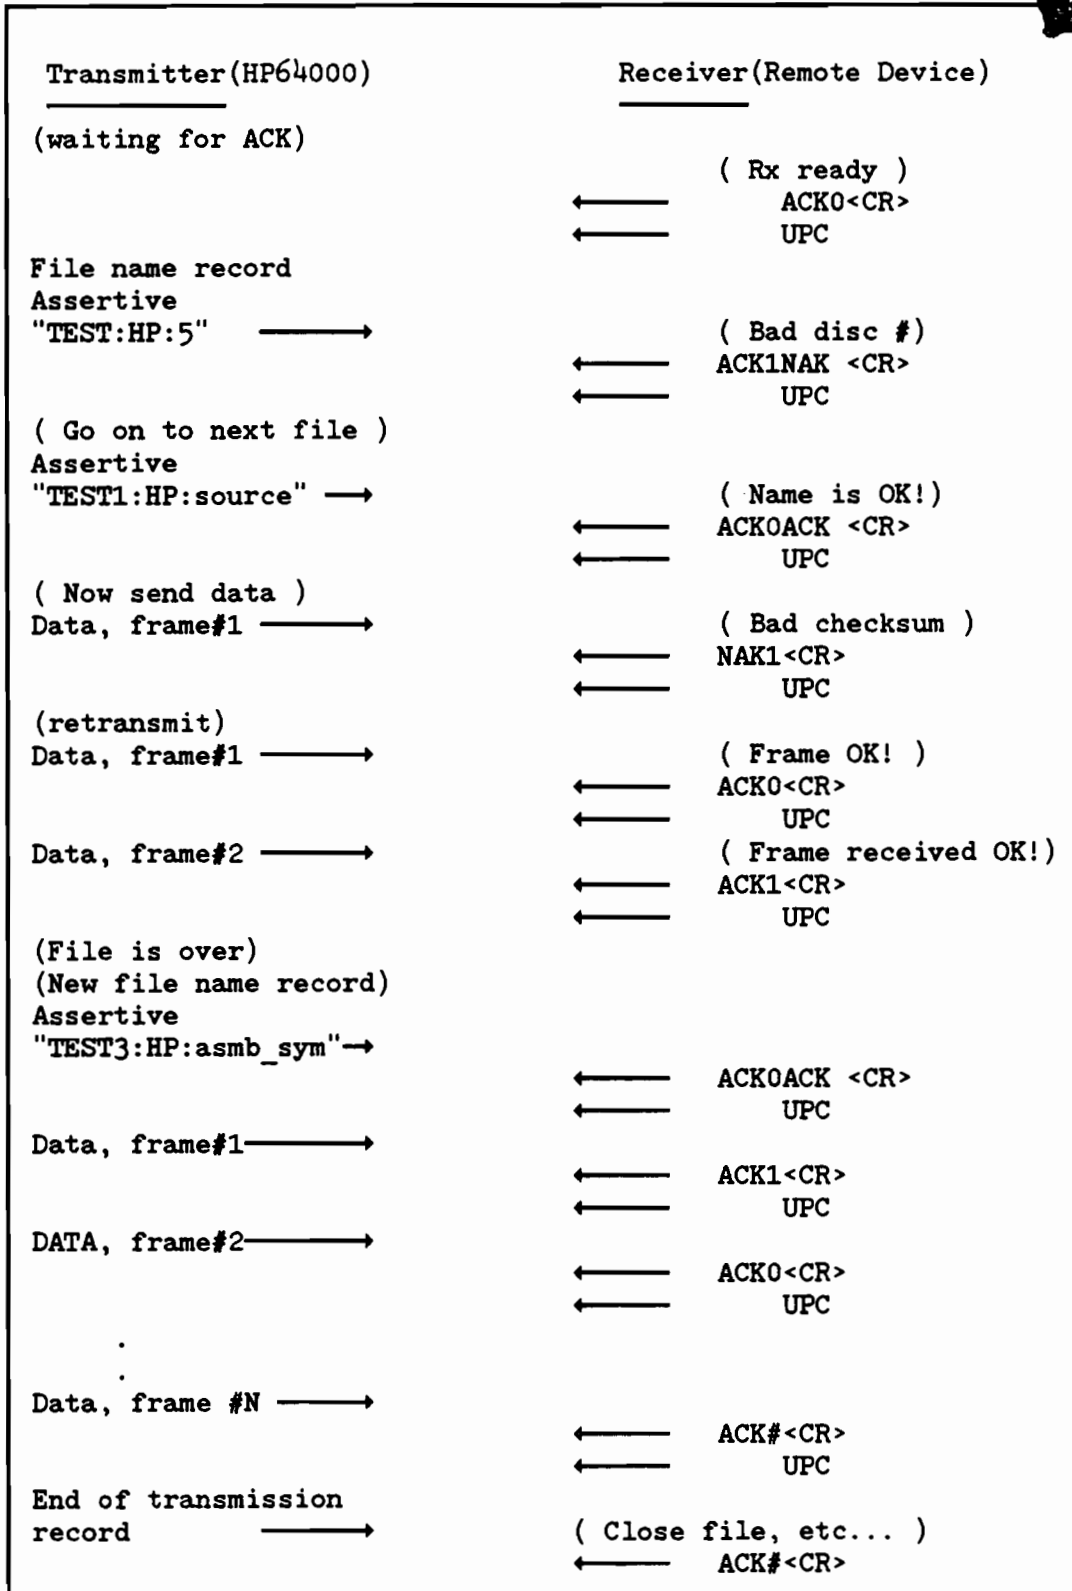 Transmitter(HP64000) Receiver(Remote Device)
(waiting for ACK)
( Rx ready )
ACK0<CR>
UPC
File name record
Assertive
"TEST:HP:5" ( Bad disc #)
ACK1NAK <CR>
UPC
( Go on to next file )
Assertive
"TEST1:HP:source" ( Name is OK!)
ACK0ACK <CR>
UPC
( Now send data )
Data, frame#1 ( Bad checksum )
NAK1<CR>
UPC
(retransmit)
Data, frame#1 ( Frame OK! )
ACK0<CR>
UPC
Data, frame#2 ( Frame received OK!)
ACK1<CR>
UPC
(File is over)
(New file name record)
Assertive
"TEST3:HP:asmb_sym"
ACK0ACK <CR>
UPC
Data, frame#1
ACK1<CR>
UPC
DATA, frame#2
ACK0<CR>
UPC
.
.
Data, frame #N
ACK#<CR>
UPC
End of transmission
record ( Close file, etc... )
ACK#<CR>